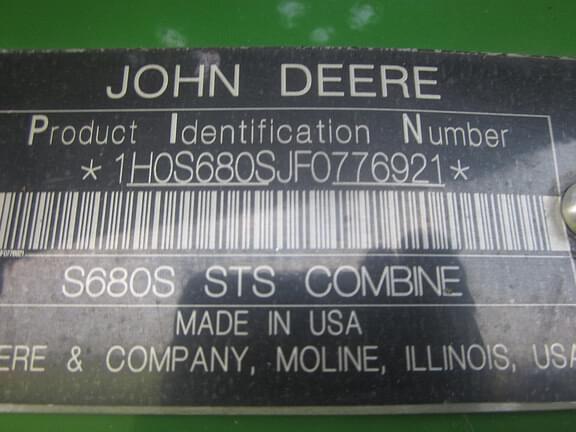 JOHN DEERE
Product Identification Number
*1H0S680SJF0776921*
S680S STS COMBINE
MADE IN USA
ERE & COMPANY, MOLINE, ILLINOIS, USA